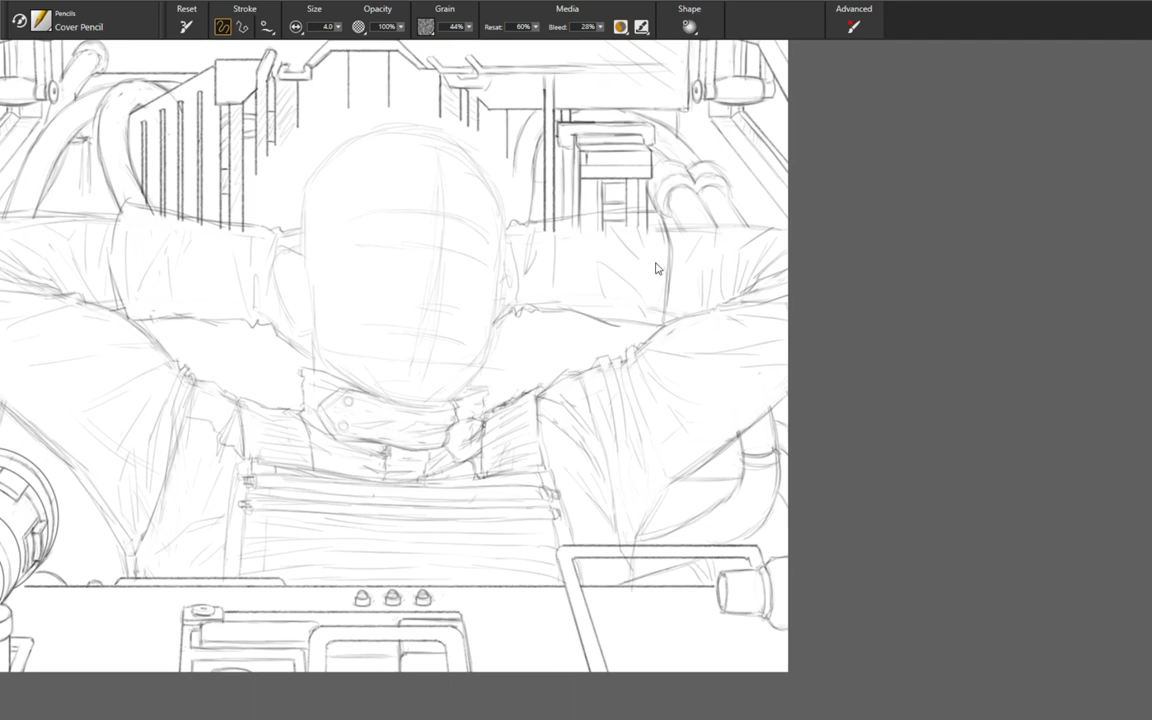 Pencils
Cover Pencil
Reset
Stroke
Size
4.0
Opacity
100%
Grain
44%
Media
Resat: 60%
Bleed: 28%
Shape
Advanced